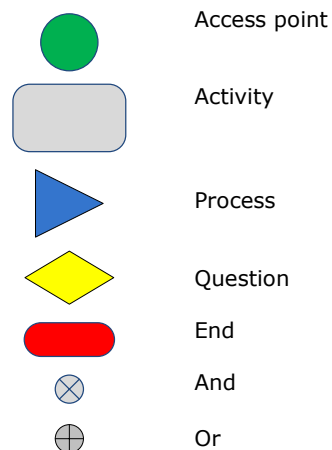 Access point
Activity
Process
Question
End
And
Or